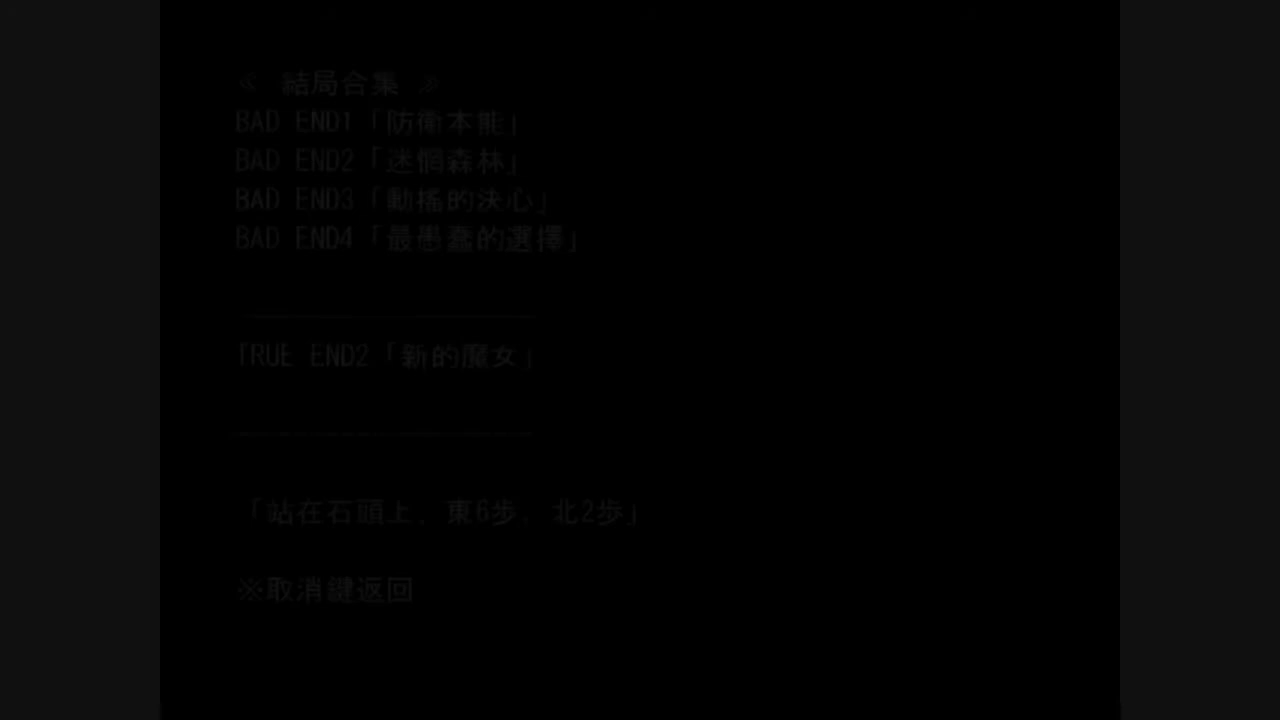 ≪ 結局合集 ≫
BAD END1「防衛本能」
BAD END2「迷惘森林」
BAD END3「動搖的決心」
BAD END4「最愚蠢的選擇」
TRUE END2「新的魔女」
「站在石頭上．東6步．北2步」
※取消鍵返回